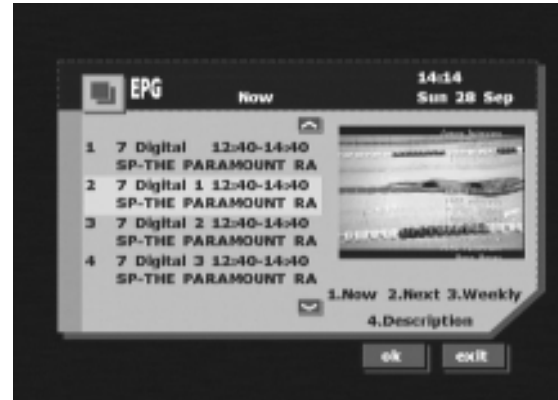 EPG
Now
14:14
Sun 28 Sep
1 7 Digital 12:40-14:40
SP-THE PARAMOUNT RA
2 7 Digital 1 12:40-14:40
SP-THE PARAMOUNT RA
3 7 Digital 2 12:40-14:40
SP-THE PARAMOUNT RA
4 7 Digital 3 12:40-14:40
SP-THE PARAMOUNT RA
1.Now 2.Next 3.Weekly
4.Description
ok exit